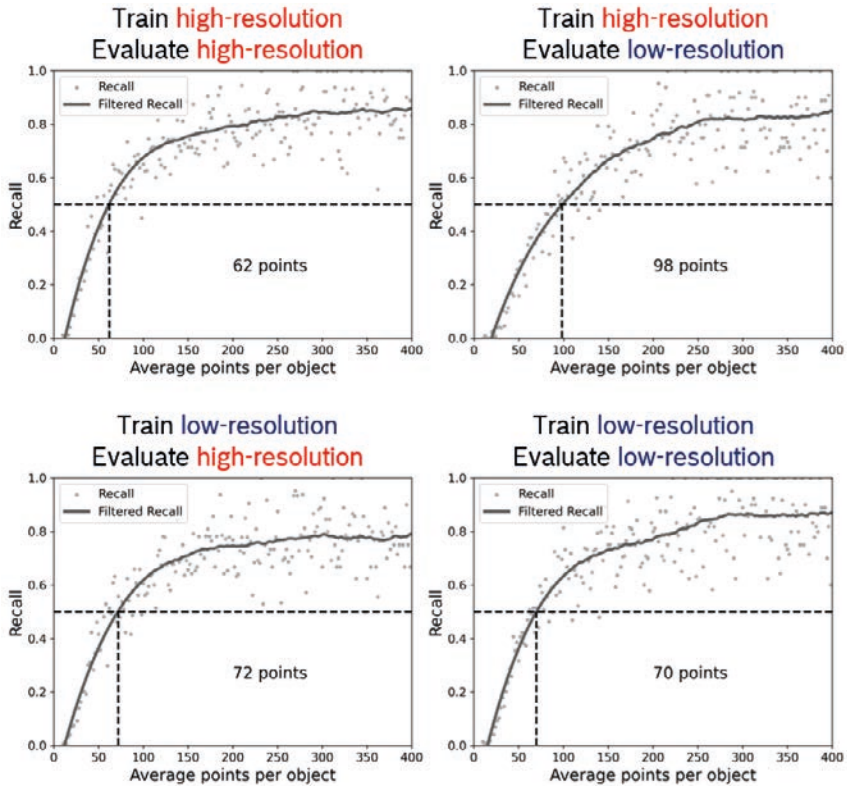 Train high-resolution
Evaluate high-resolution
Recall
Filtered Recall
1.0
0.8
0.6
0.4
0.2
0.0
Recall
62 points
0 50 100 150 200 250 300 350 400
Average points per object
Train high-resolution
Evaluate low-resolution
Recall
Filtered Recall
1.0
0.8
0.6
0.4
0.2
0.0
Recall
98 points
0 50 100 150 200 250 300 350 400
Average points per object
Train low-resolution
Evaluate high-resolution
Recall
Filtered Recall
1.0
0.8
0.6
0.4
0.2
0.0
Recall
72 points
0 50 100 150 200 250 300 350 400
Average points per object
Train low-resolution
Evaluate low-resolution
Recall
Filtered Recall
1.0
0.8
0.6
0.4
0.2
0.0
Recall
70 points
0 50 100 150 200 250 300 350 400
Average points per object